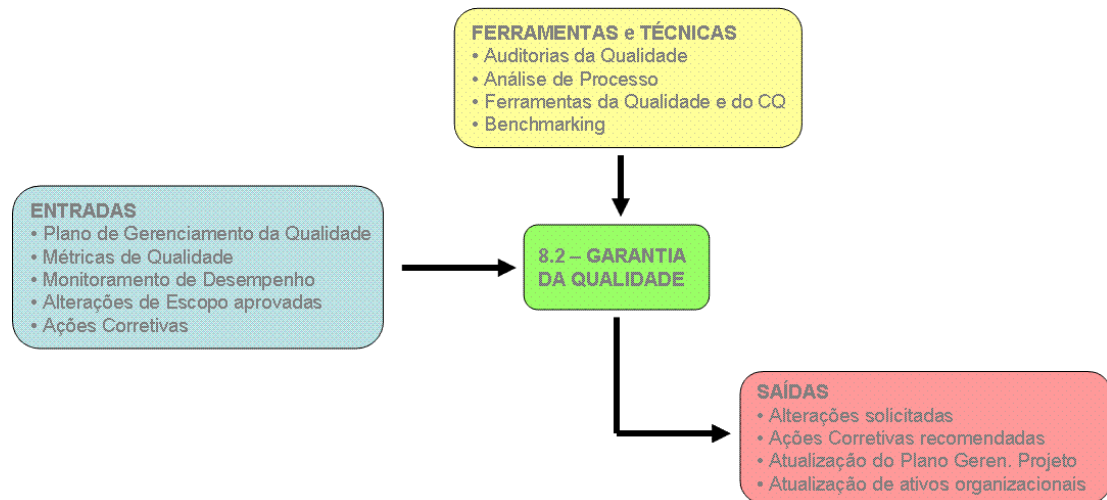 FERRAMENTAS e TÉCNICAS
• Auditorias da Qualidade
• Análise de Processo
• Ferramentas da Qualidade e do CQ
• Benchmarking
ENTRADAS
• Plano de Gerenciamento da Qualidade
• Métricas de Qualidade
• Monitoramento de Desempenho
• Alterações de Escopo aprovadas
• Ações Corretivas
8.2 – GARANTIA
DA QUALIDADE
SAÍDAS
• Alterações solicitadas
• Ações Corretivas recomendadas
• Atualização do Plano Geren. Projeto
• Atualização de ativos organizacionais